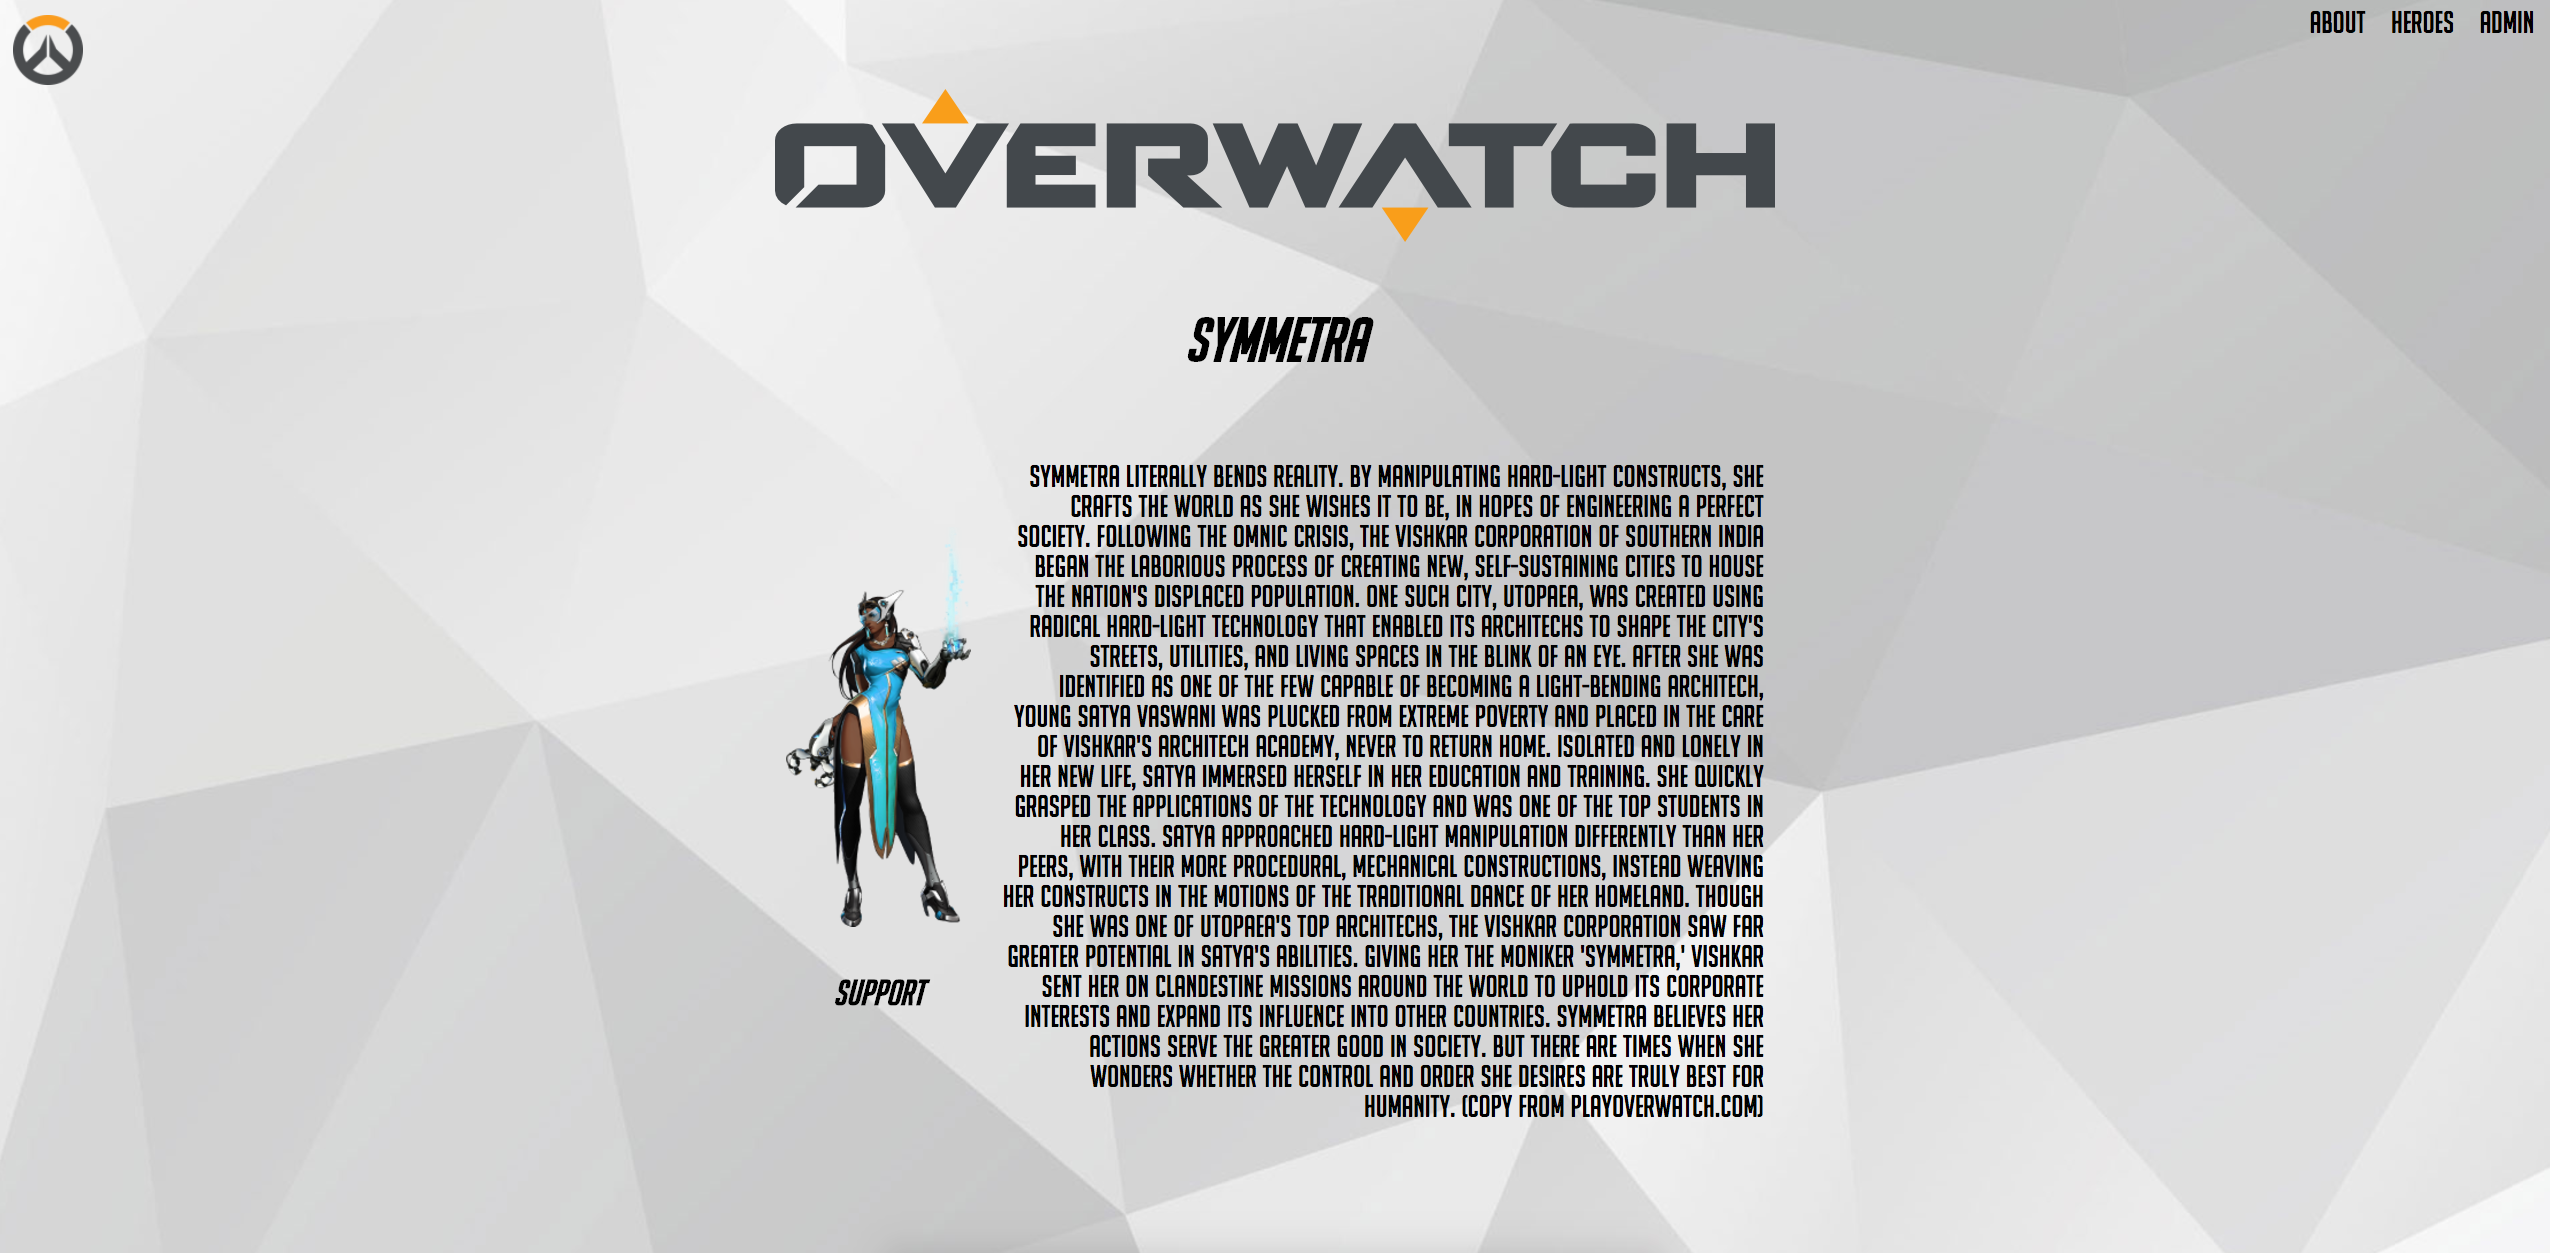 ABOUT HEROES ADMIN
OVERWATCH
SYMMETRA
SYMMETRA LITERALLY BENDS REALITY. BY MANIPULATING HARD-LIGHT CONSTRUCTS, SHE
CRAFTS THE WORLD AS SHE WISHES IT TO BE, IN HOPES OF ENGINEERING A PERFECT
SOCIETY. FOLLOWING THE OMNIC CRISIS, THE VISHKAR CORPORATION OF SOUTHERN INDIA
BEGAN THE LABORIOUS PROCESS OF CREATING NEW, SELF-SUSTAINING CITIES TO HOUSE
THE NATION'S DISPLACED POPULATION. ONE SUCH CITY, UTOPAEA, WAS CREATED USING
RADICAL HARD-LIGHT TECHNOLOGY THAT ENABLED ITS ARCHITECHS TO SHAPE THE CITY'S
STREETS, UTILITIES, AND LIVING SPACES IN THE BLINK OF AN EYE. AFTER SHE WAS
IDENTIFIED AS ONE OF THE FEW CAPABLE OF BECOMING A LIGHT-BENDING ARCHITECH,
YOUNG SATYA VASWANI WAS PLUCKED FROM EXTREME POVERTY AND PLACED IN THE CARE
OF VISHKAR'S ARCHITECH ACADEMY, NEVER TO RETURN HOME. ISOLATED AND LONELY IN
HER NEW LIFE, SATYA IMMERSED HERSELF IN HER EDUCATION AND TRAINING. SHE QUICKLY
GRASPED THE APPLICATIONS OF THE TECHNOLOGY AND WAS ONE OF THE TOP STUDENTS IN
HER CLASS. SATYA APPROACHED HARD-LIGHT MANIPULATION DIFFERENTLY THAN HER
PEERS, WITH THEIR MORE PROCEDURAL, MECHANICAL CONSTRUCTIONS, INSTEAD WEAVING
HER CONSTRUCTS IN THE MOTIONS OF THE TRADITIONAL DANCE OF HER HOMELAND. THOUGH
SHE WAS ONE OF UTOPAEA'S TOP ARCHITECHS, THE VISHKAR CORPORATION SAW FAR
GREATER POTENTIAL IN SATYA'S ABILITIES. GIVING HER THE MONIKER 'SYMMETRA,' VISHKAR
SENT HER ON CLANDESTINE MISSIONS AROUND THE WORLD TO UPHOLD ITS CORPORATE
INTERESTS AND EXPAND ITS INFLUENCE INTO OTHER COUNTRIES. SYMMETRA BELIEVES HER
ACTIONS SERVE THE GREATER GOOD IN SOCIETY. BUT THERE ARE TIMES WHEN SHE
WONDERS WHETHER THE CONTROL AND ORDER SHE DESIRES ARE TRULY BEST FOR
HUMANITY. (COPY FROM PLAYOVERWATCH.COM)
SUPPORT